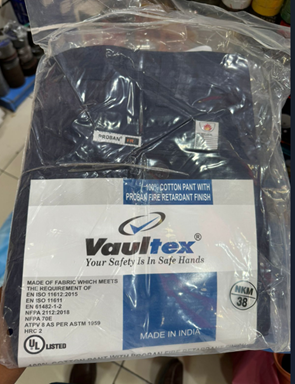 PROBAN®
100% COTTON PANT WITH
PROBAN FIRE RETARDANT FINISH
Vaultex®
Your Safety Is In Safe Hands
MADE OF FABRIC WHICH MEETS
THE REQUIREMENT OF
EN ISO 11612:2015
EN ISO 11611
EN 61482-1-2
NFPA 2112:2018
NFPA 70E
ATPV 8 AS PER ASTM 1059
HRC 2
NKM
38
UL LISTED
MADE IN INDIA